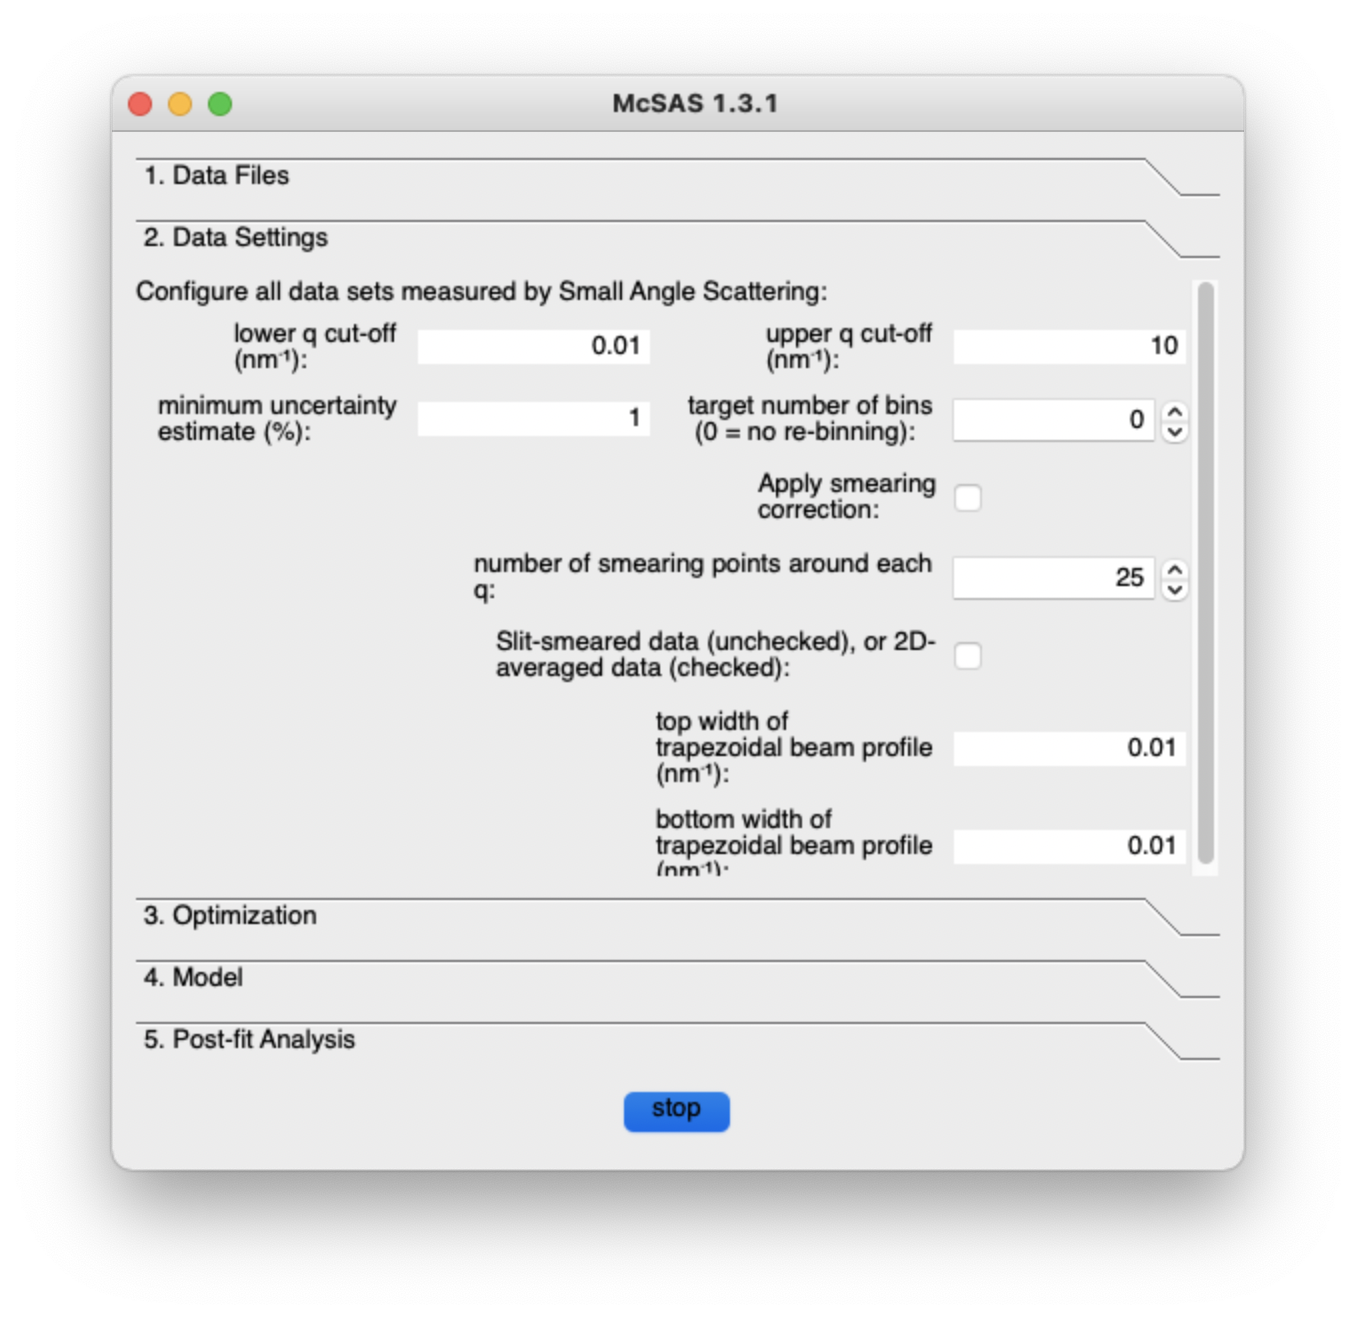 McSAS 1.3.1
1. Data Files
2. Data Settings
Configure all data sets measured by Small Angle Scattering:
lower q cut-off
(nm⁻¹):
0.01
upper q cut-off
(nm⁻¹):
10
minimum uncertainty
estimate (%):
1
target number of bins
(0 = no re-binning):
0
Apply smearing
correction:
number of smearing points around each
q:
25
Slit-smeared data (unchecked), or 2D-
averaged data (checked):
top width of
trapezoidal beam profile
(nm⁻¹):
0.01
bottom width of
trapezoidal beam profile
(nm⁻¹):
0.01
3. Optimization
4. Model
5. Post-fit Analysis
stop